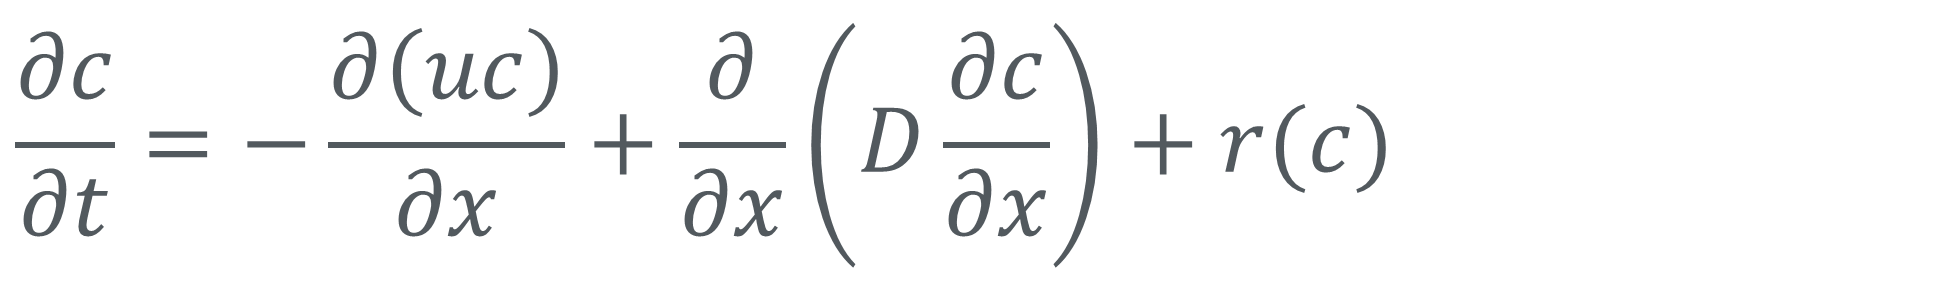 ∂c/∂t = − ∂(uc)/∂x + ∂/∂x (D ∂c/∂x) + r(c)